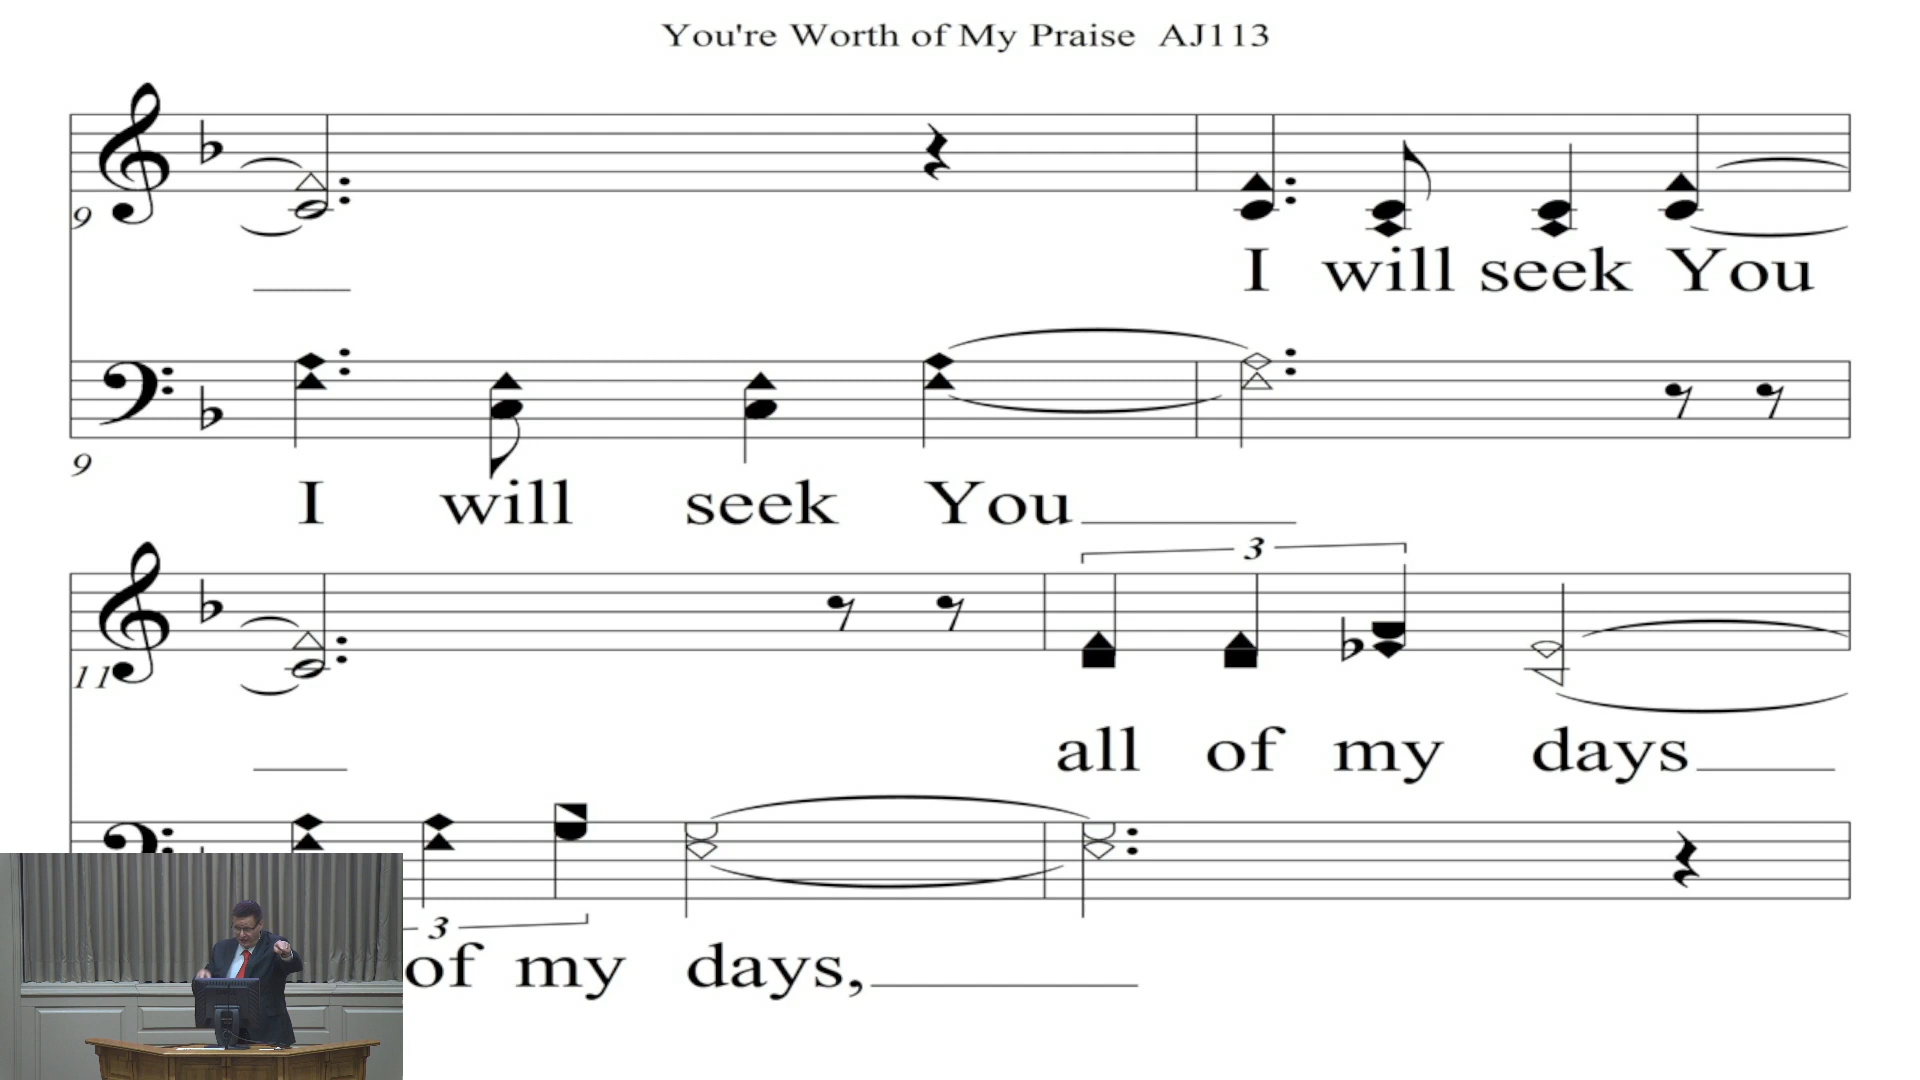 You're Worth of My Praise AJ113
9
I will seek You
9
I will seek You
3
11
all of my days
3
of my days,